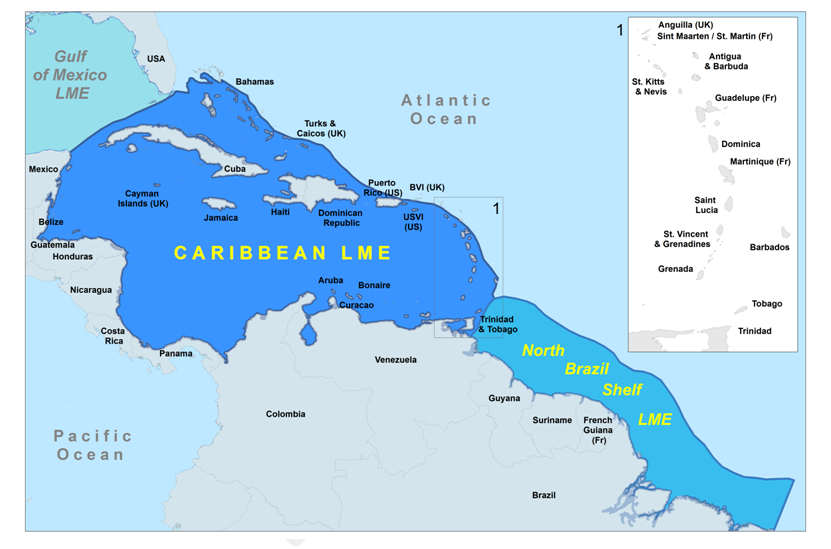 Gulf
of Mexico
LME
USA
Bahamas
Atlantic
Ocean
Turks &
Caicos (UK)
Mexico
Cuba
Cayman
Islands (UK)
Jamaica
Haiti
Dominican
Republic
Puerto
Rico (US)
BVI (UK)
USVI
(US)
1
Belize
Guatemala
Honduras
CARIBBEAN LME
Nicaragua
Aruba
Bonaire
Curacao
Costa
Rica
Panama
Trinidad
& Tobago
Venezuela
North
Brazil
Shelf
LME
Colombia
Guyana
Suriname
French
Guiana
(Fr)
Brazil
Pacific
Ocean
1
Anguilla (UK)
Sint Maarten / St. Martin (Fr)
Antigua
& Barbuda
St. Kitts
& Nevis
Guadelupe (Fr)
Dominica
Martinique (Fr)
Saint
Lucia
St. Vincent
& Grenadines
Barbados
Grenada
Tobago
Trinidad